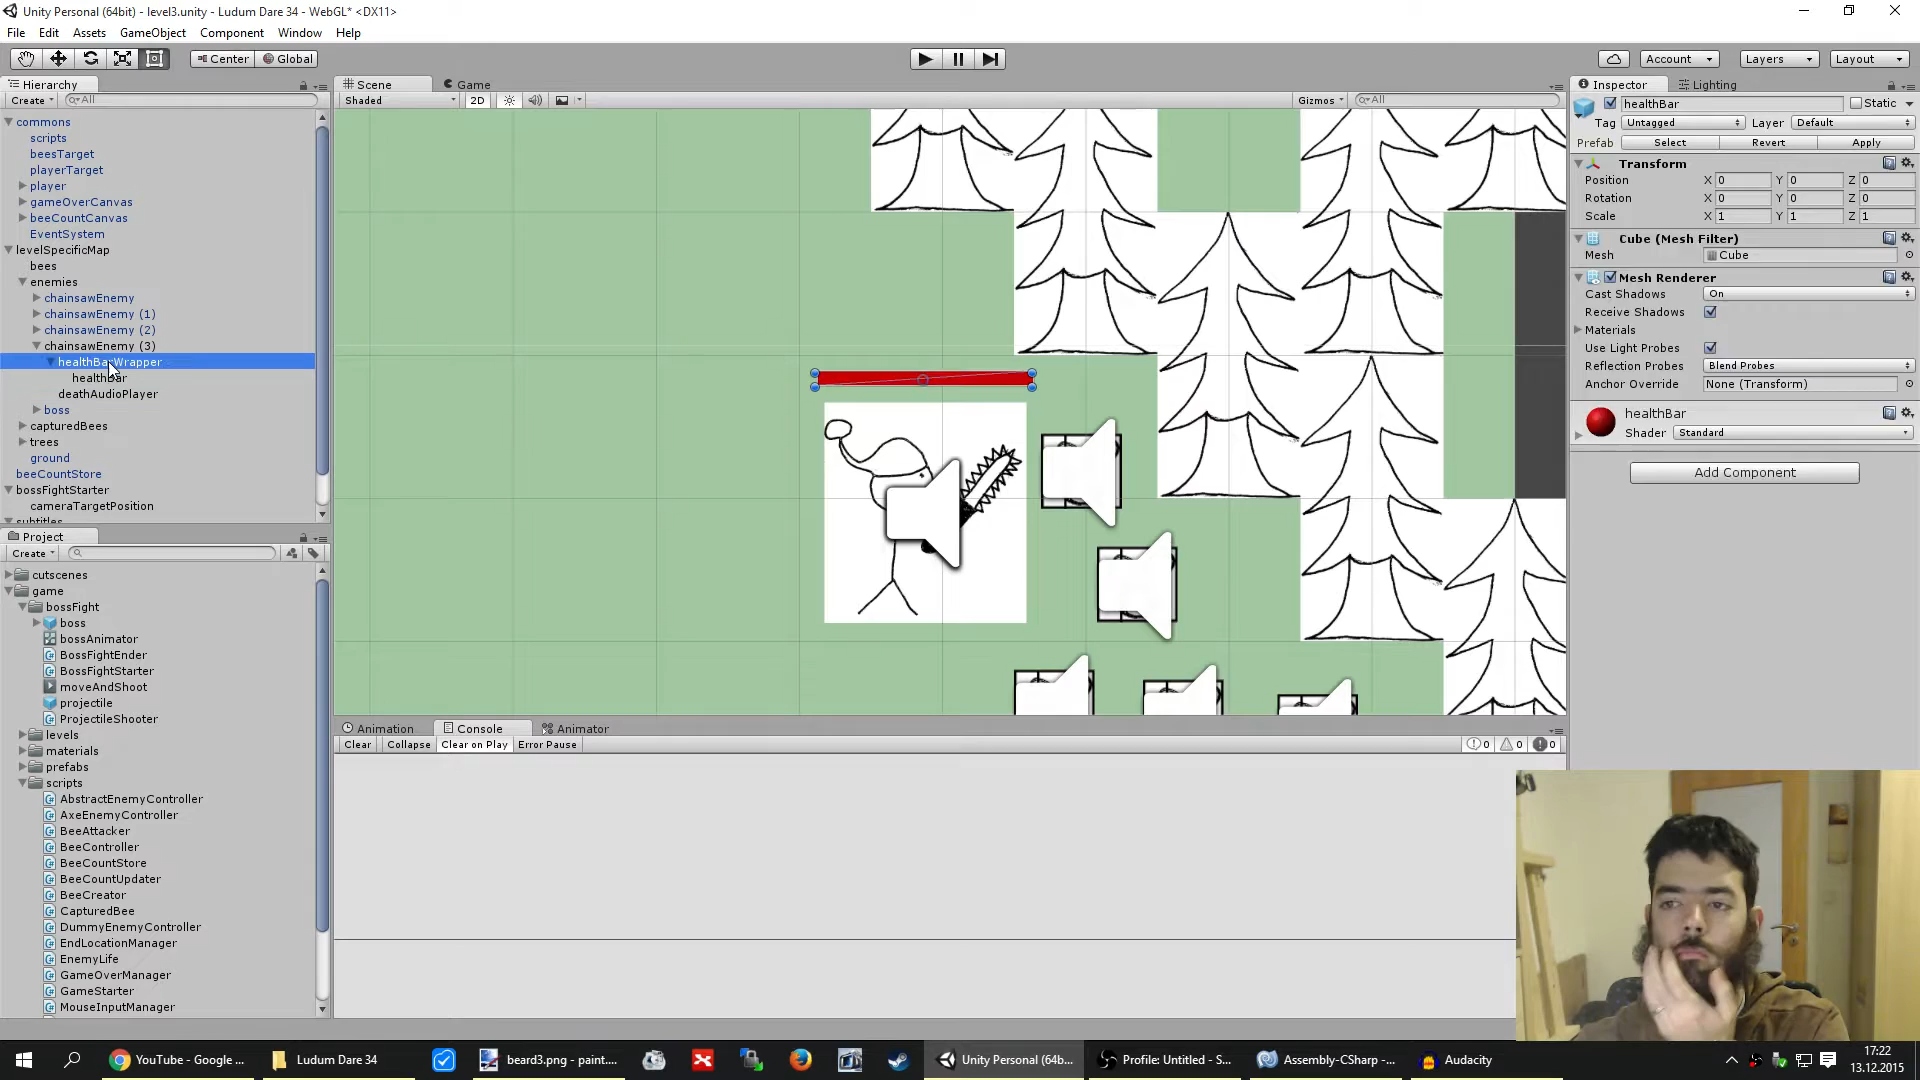 Unity Personal (64bit) - level3.unity - Ludum Dare 34 - WebGL* <DX11>
File Edit Assets GameObject Component Window Help
Center Global Account Layers Layout
Hierarchy
Create All
commons
scripts
beesTarget
playerTarget
player
gameOverCanvas
beeCountCanvas
EventSystem
levelSpecificMap
bees
enemies
chainsawEnemy
chainsawEnemy (1)
chainsawEnemy (2)
chainsawEnemy (3)
healthBarWrapper
healthBar
deathAudioPlayer
boss
capturedBees
trees
ground
beeCountStore
bossFightStarter
cameraTargetPosition
subtitles
Project
Create
cutscenes
game
bossFight
boss
bossAnimator
BossFightEnder
BossFightStarter
moveAndShoot
projectile
ProjectileShooter
levels
materials
prefabs
scripts
AbstractEnemyController
AxeEnemyController
BeeAttacker
BeeController
BeeCountStore
BeeCountUpdater
BeeCreator
CapturedBee
DummyEnemyController
EndLocationManager
EnemyLife
GameOverManager
GameStarter
MouseInputManager
Scene Game
Shaded 2D Gizmos All
Animation Console Animator
Clear Collapse Clear on Play Error Pause 0 0 0
Inspector Lighting
healthBar Static
Tag Untagged Layer Default
Prefab Select Revert Apply
Transform
Position X 0 Y 0 Z 0
Rotation X 0 Y 0 Z 0
Scale X 1 Y 1 Z 1
Cube (Mesh Filter)
Mesh Cube
Mesh Renderer
Cast Shadows On
Receive Shadows
Materials
Use Light Probes
Reflection Probes Blend Probes
Anchor Override None (Transform)
healthBar
Shader Standard
Add Component
YouTube - Google ... Ludum Dare 34 beard3.png - paint.... Unity Personal (64b... Profile: Untitled - S... Assembly-CSharp -... Audacity
17:22
13.12.2015